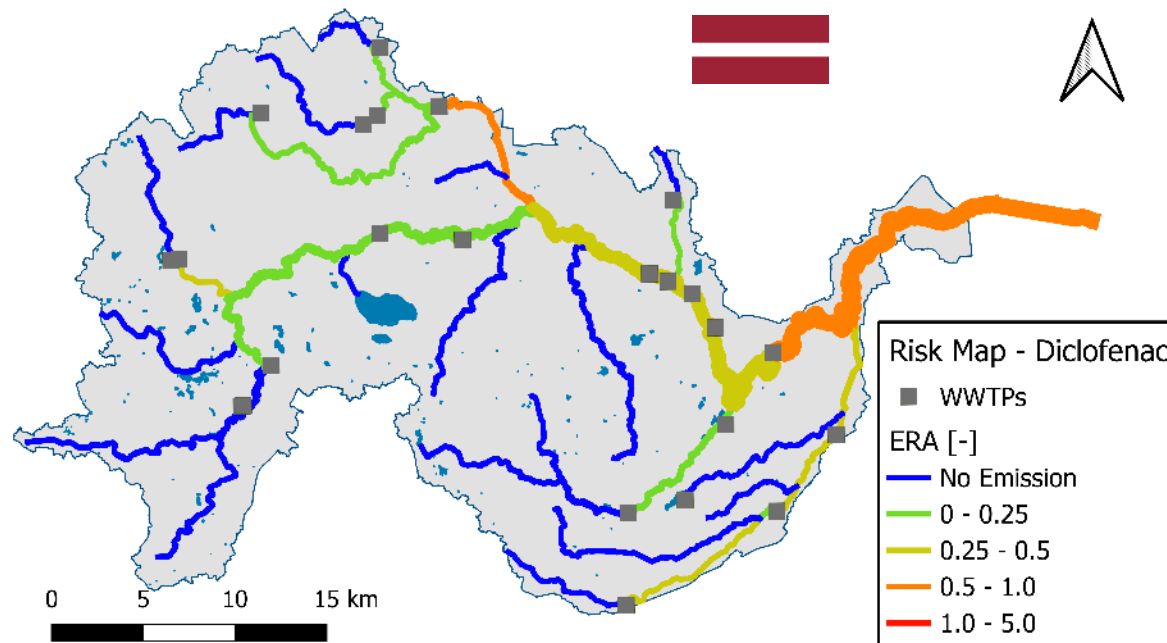 Risk Map - Diclofenac
WWTPs
ERA [-]
No Emission
0 - 0.25
0.25 - 0.5
0.5 - 1.0
1.0 - 5.0
0 5 10 15 km